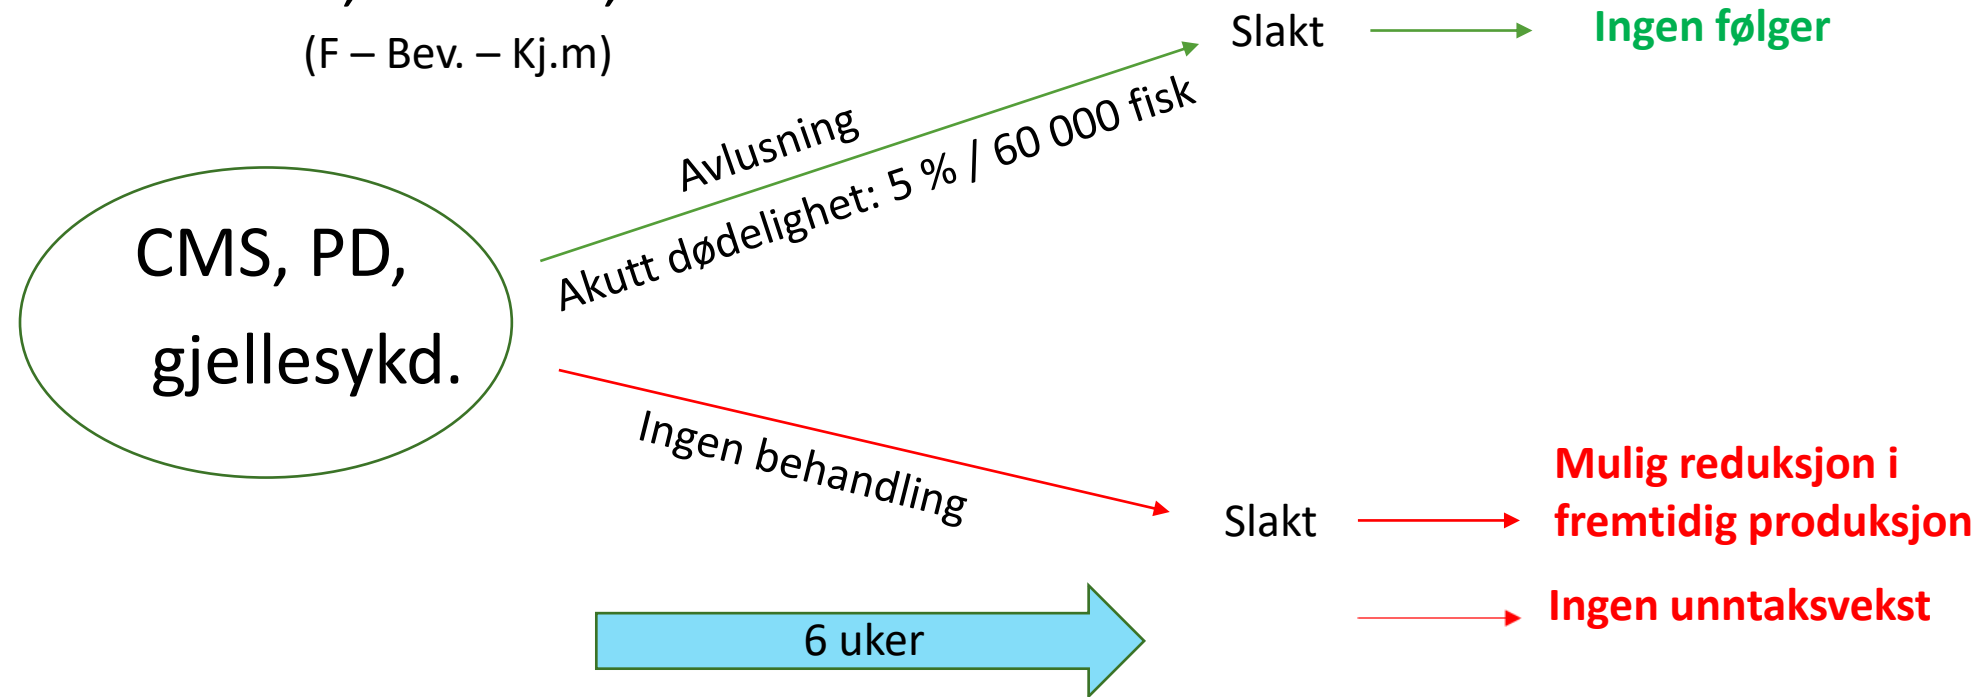 (F – Bev. – Kj.m)
Slakt
Ingen følger
Avlusning
Akutt dødelighet: 5 % / 60 000 fisk
CMS, PD,
gjellesykd.
Ingen behandling
Slakt
Mulig reduksjon i
fremtidig produksjon
Ingen unntaksvekst
6 uker